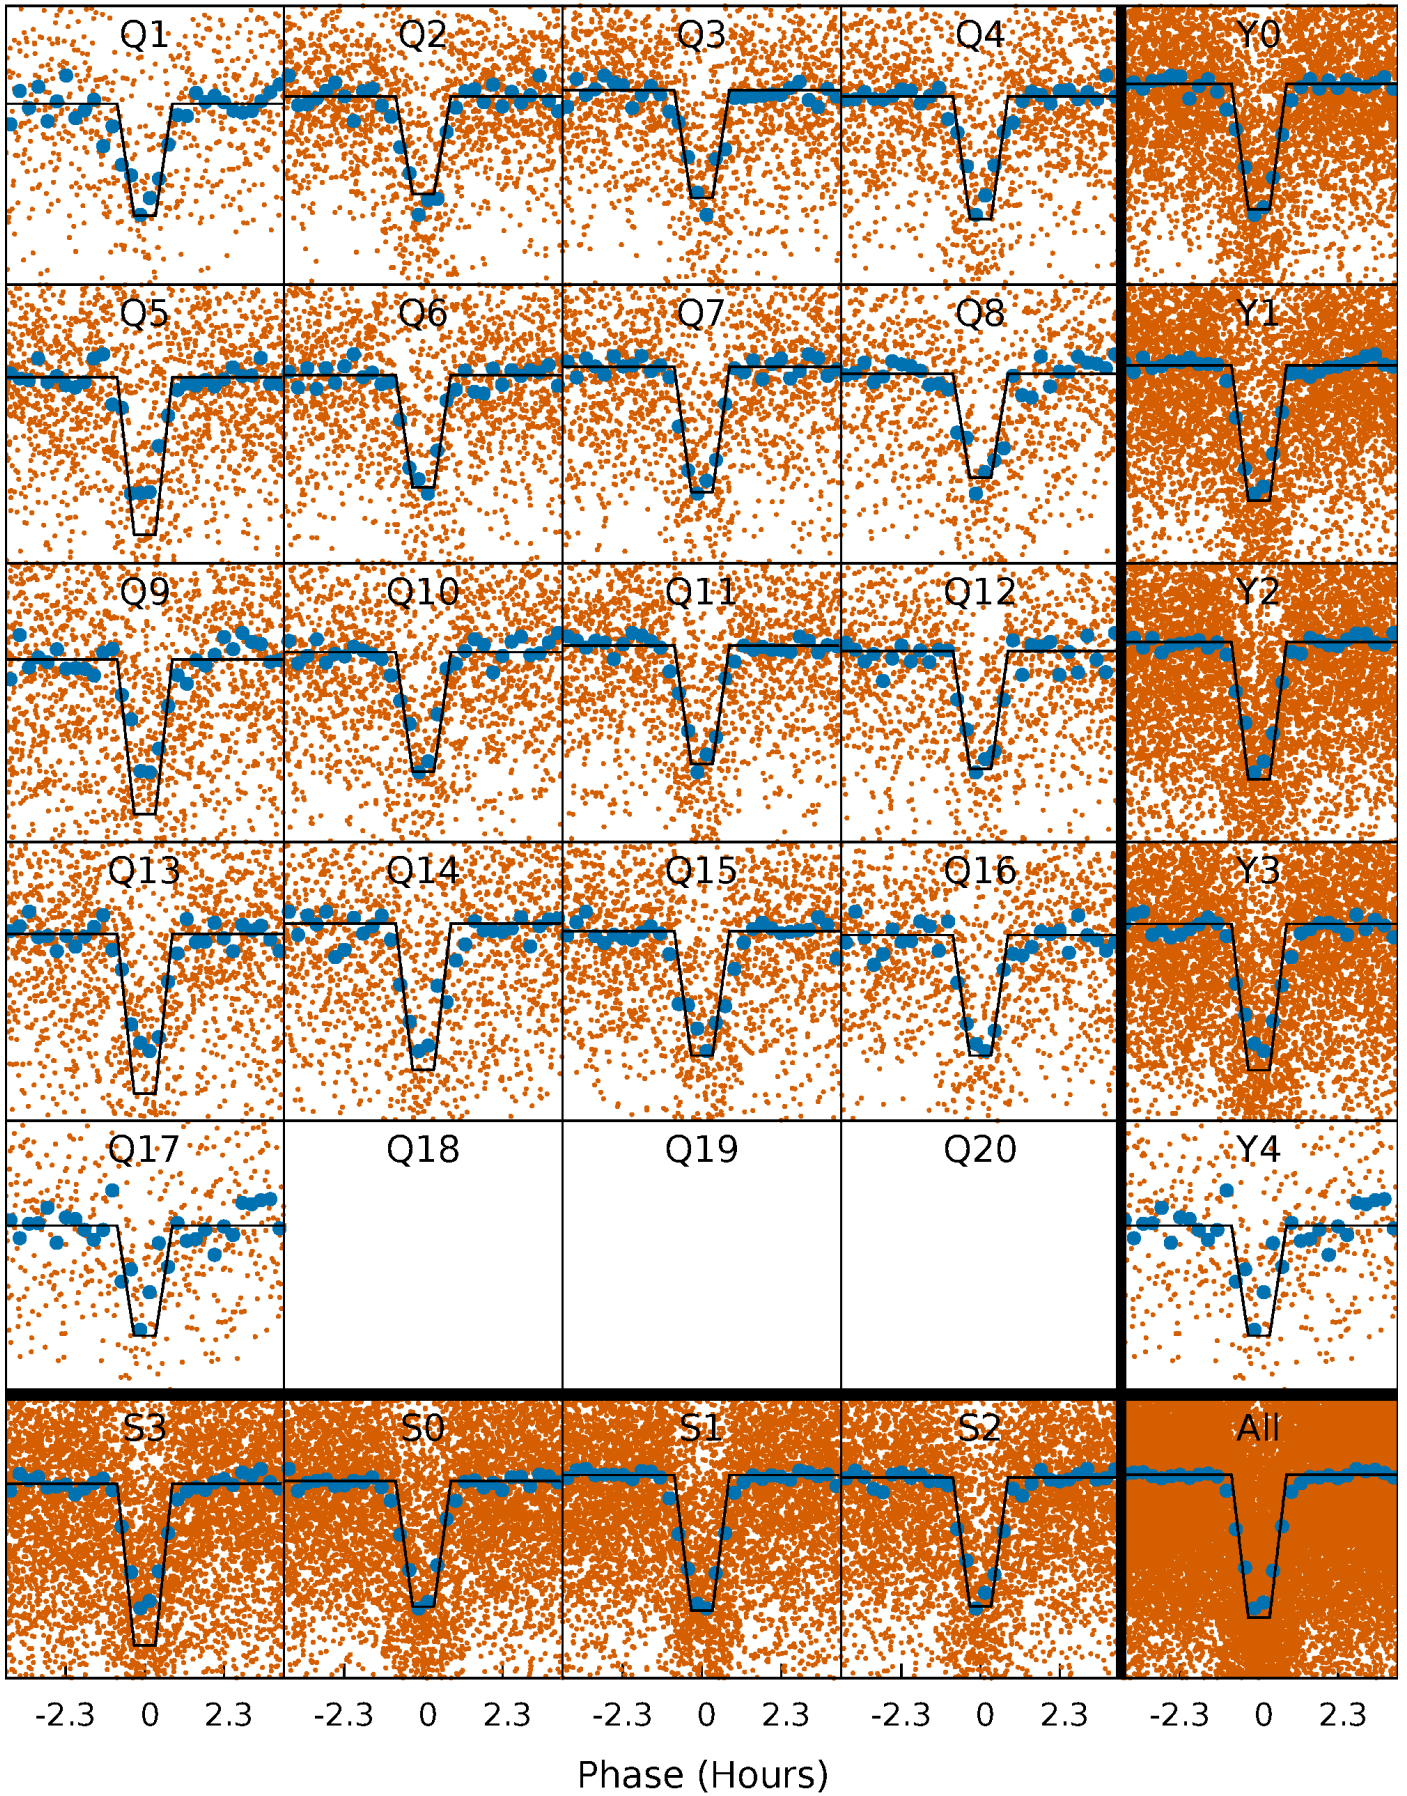 Q1 Q2 Q3 Q4 Y0
Q5 Q6 Q7 Q8 Y1
Q9 Q10 Q11 Q12 Y2
Q13 Q14 Q15 Q16 Y3
Q17 Q18 Q19 Q20 Y4
S3 S0 S1 S2 All
-2.3 0 2.3 -2.3 0 2.3 -2.3 0 2.3 -2.3 0 2.3 -2.3 0 2.3
Phase (Hours)